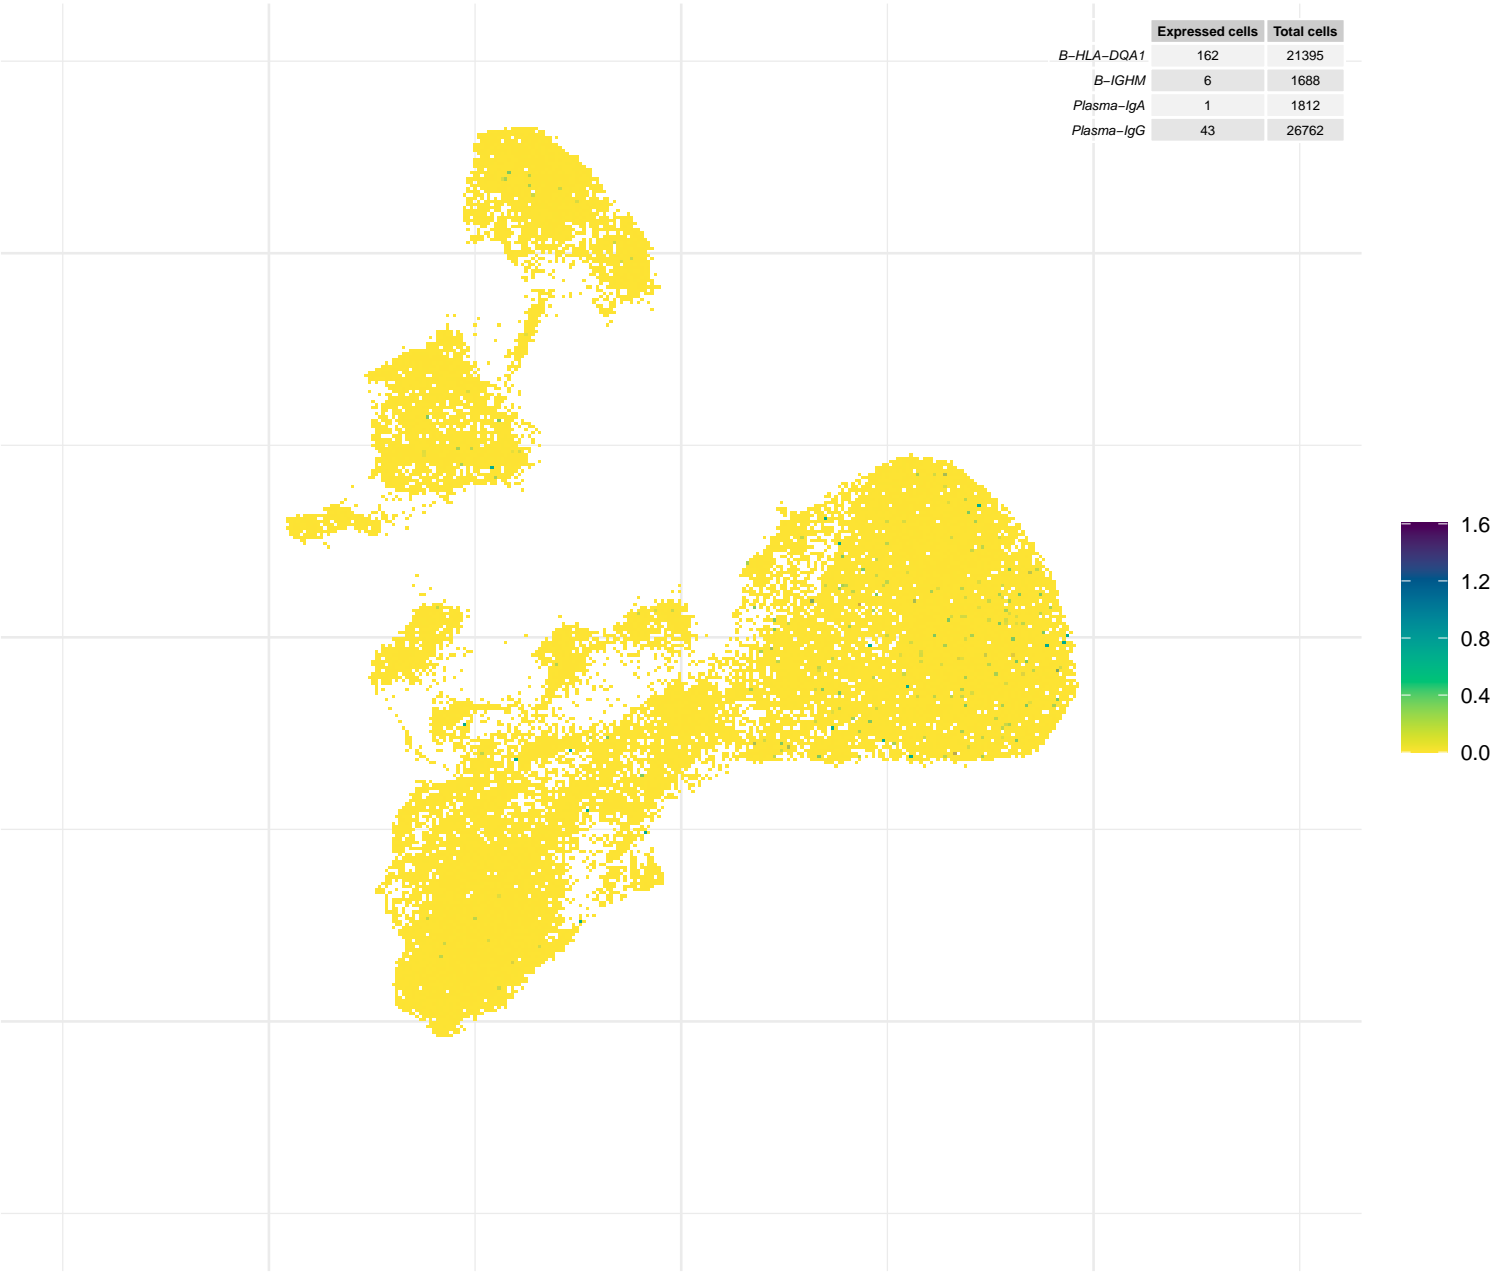 Expressed cells Total cells
B−HLA−DQA1 162 21395
B−IGHM 6 1688
Plasma−IgA 1 1812
Plasma−IgG 43 26762
1.6
1.2
0.8
0.4
0.0